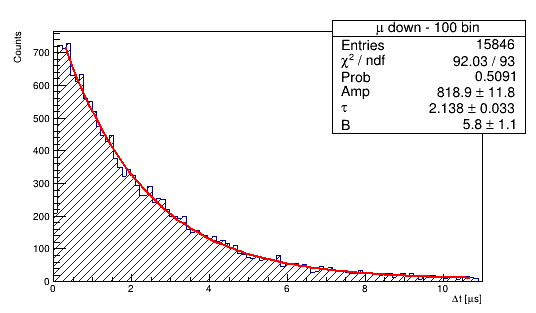 μ down - 100 bin
Entries 15846
χ² / ndf 92.03 / 93
Prob 0.5091
Amp 818.9 ± 11.8
τ 2.138 ± 0.033
B 5.8 ± 1.1
Counts
700
600
500
400
300
200
100
0
0 2 4 6 8 10
Δt [μs]